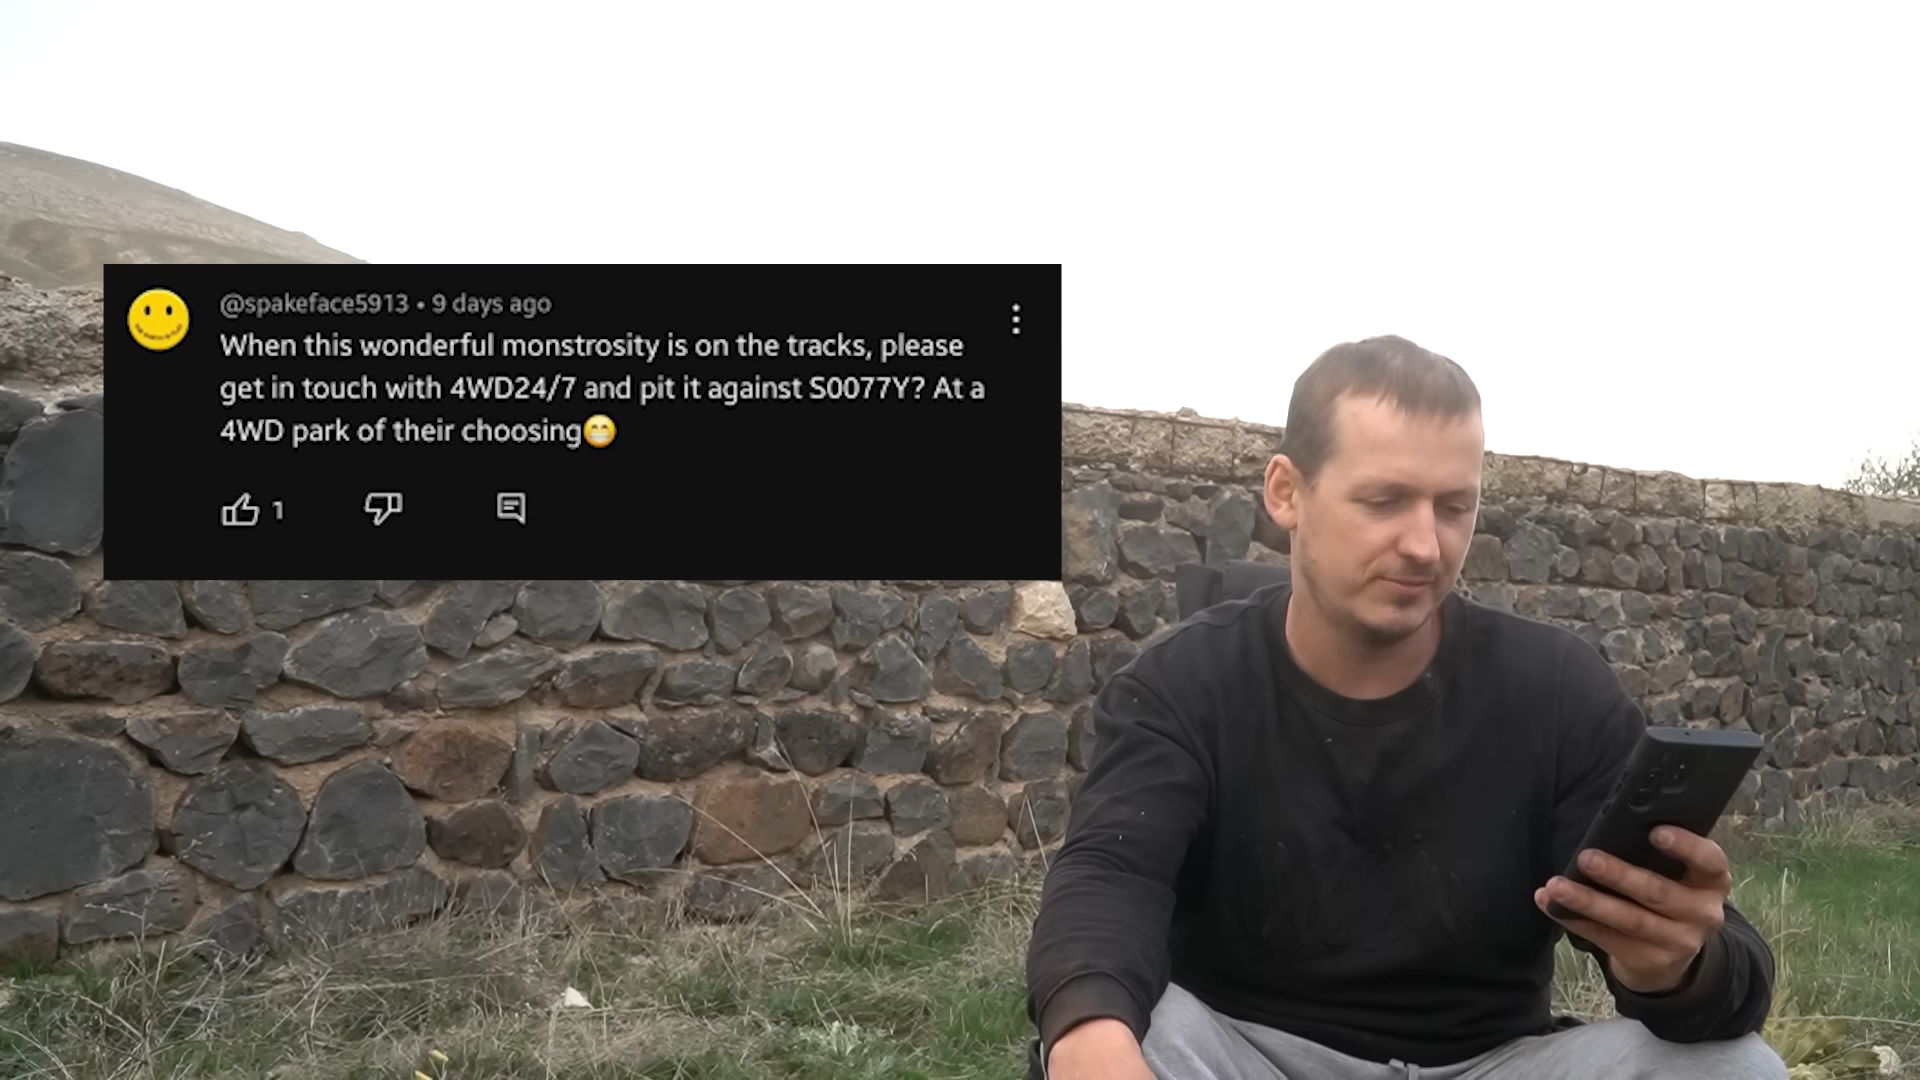 @spakeface5913 • 9 days ago
When this wonderful monstrosity is on the tracks, please
get in touch with 4WD24/7 and pit it against S0077Y? At a
4WD park of their choosing😁
1